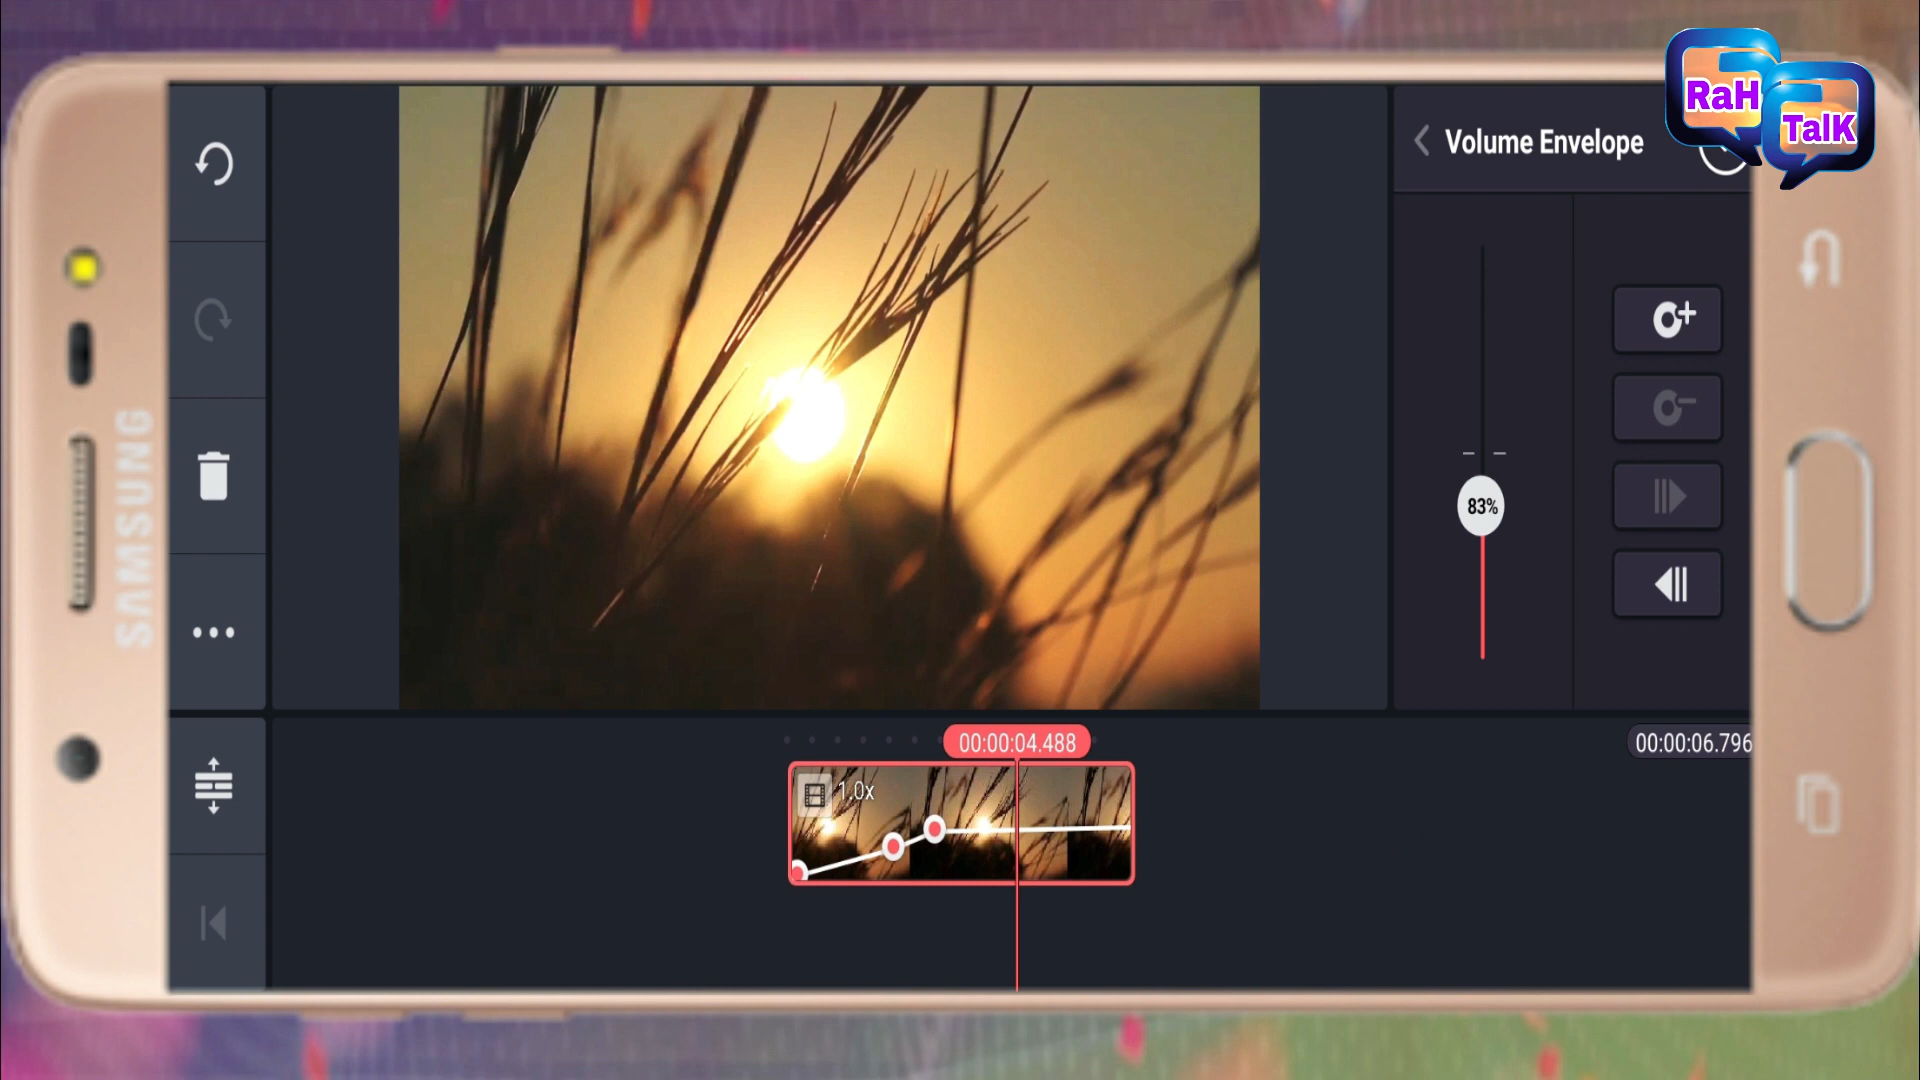 RaH
TalK
Volume Envelope
SAMSUNG
83%
00:00:04.488
00:00:06.796
1.0x